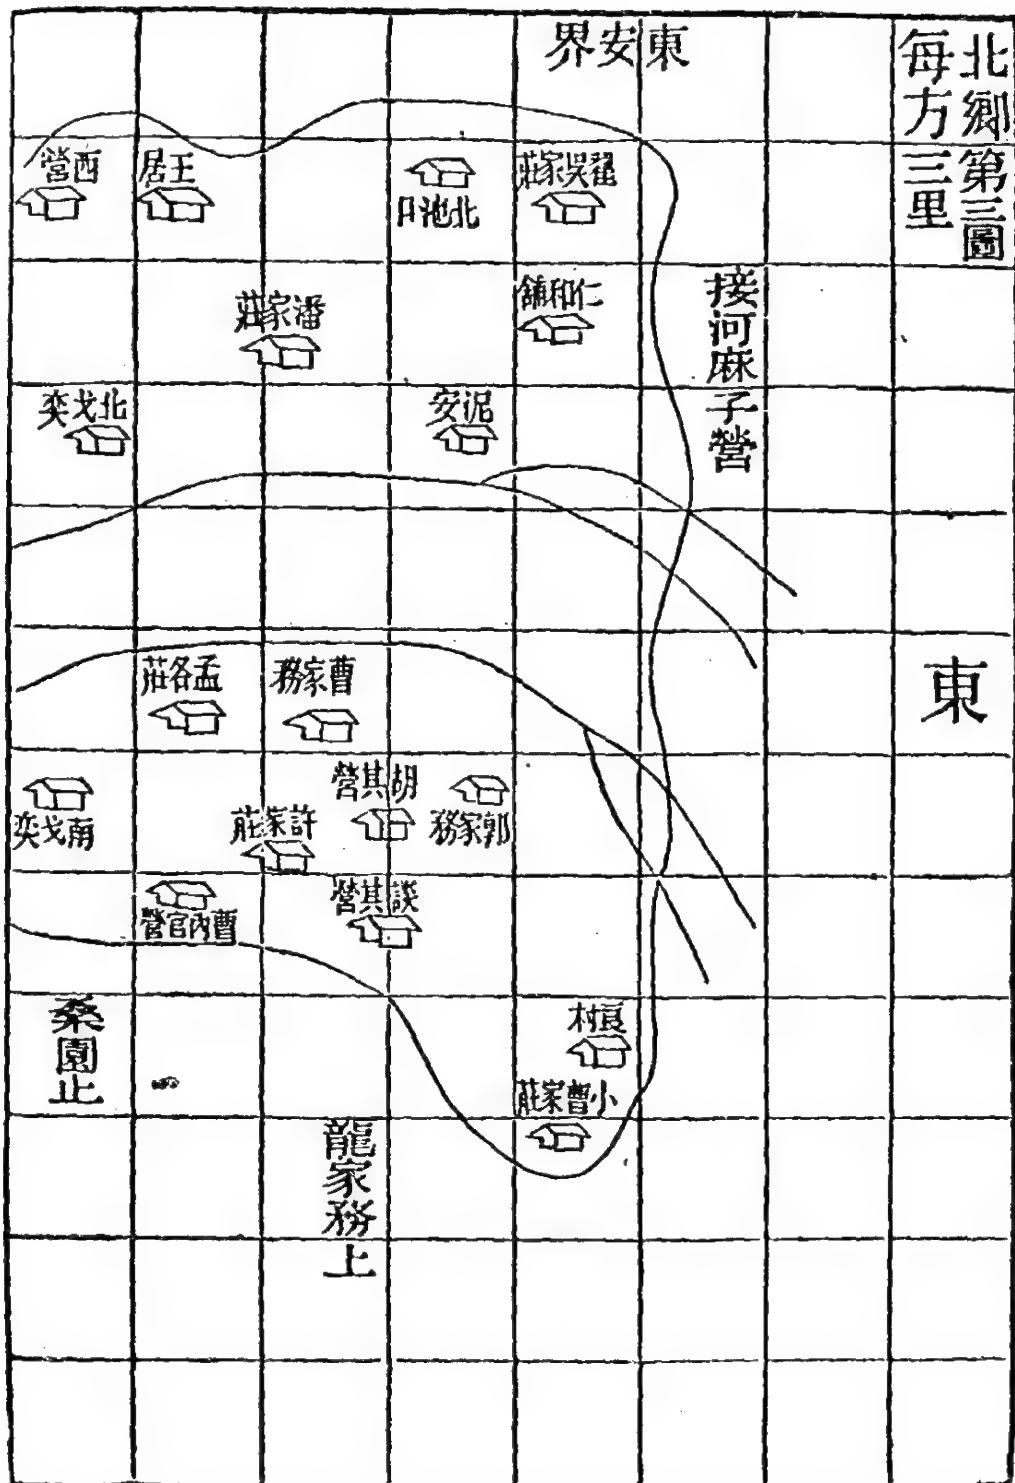 北鄉第三圖
每方三里
東安界
東
接河麻子營
翟吳家莊
北池口
王居
西營
仁和鋪
潘家莊
泥安
北戈奕
曹家務
孟各莊
郭家務
胡其營
許家莊
南戈奕
談其營
曹內官營
良村
小曹家莊
桑園止
龍家務上